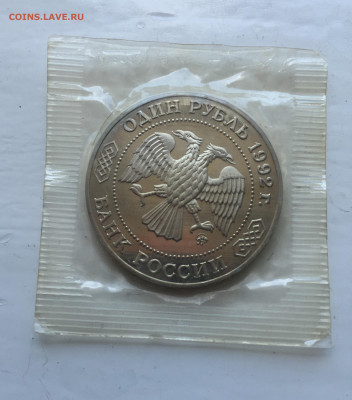 COINS.LAVE.RU
ОДИН РУБЛЬ 1992 Г.
БАНК РОССИИ